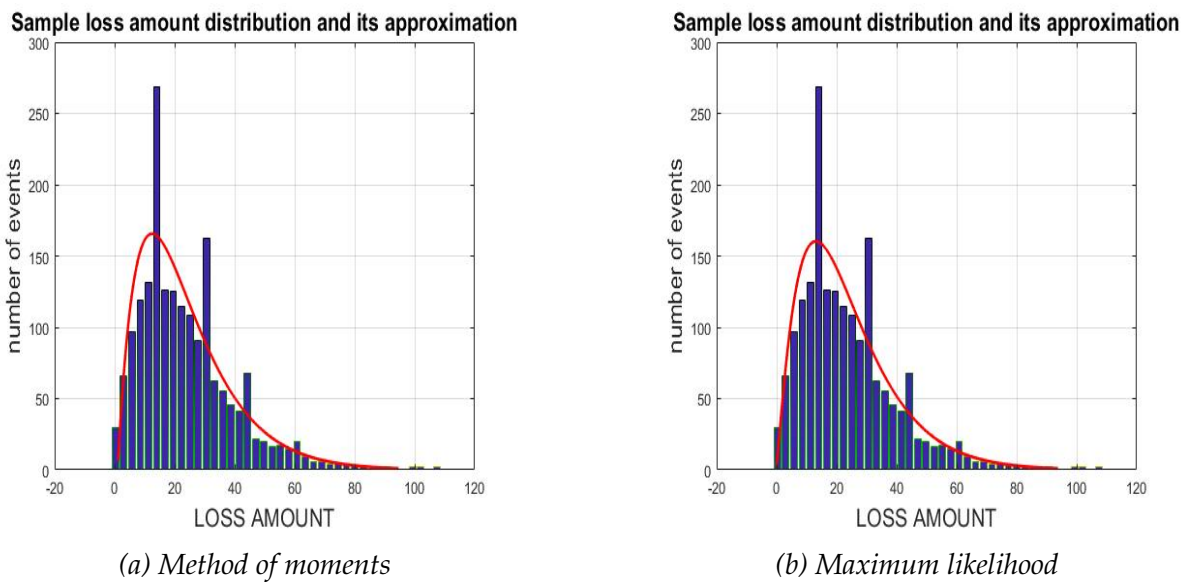 Sample loss amount distribution and its approximation
300
250
200
150
100
50
0
number of events
-20 0 20 40 60 80 100 120
LOSS AMOUNT
(a) Method of moments
Sample loss amount distribution and its approximation
300
250
200
150
100
50
0
number of events
-20 0 20 40 60 80 100 120
LOSS AMOUNT
(b) Maximum likelihood